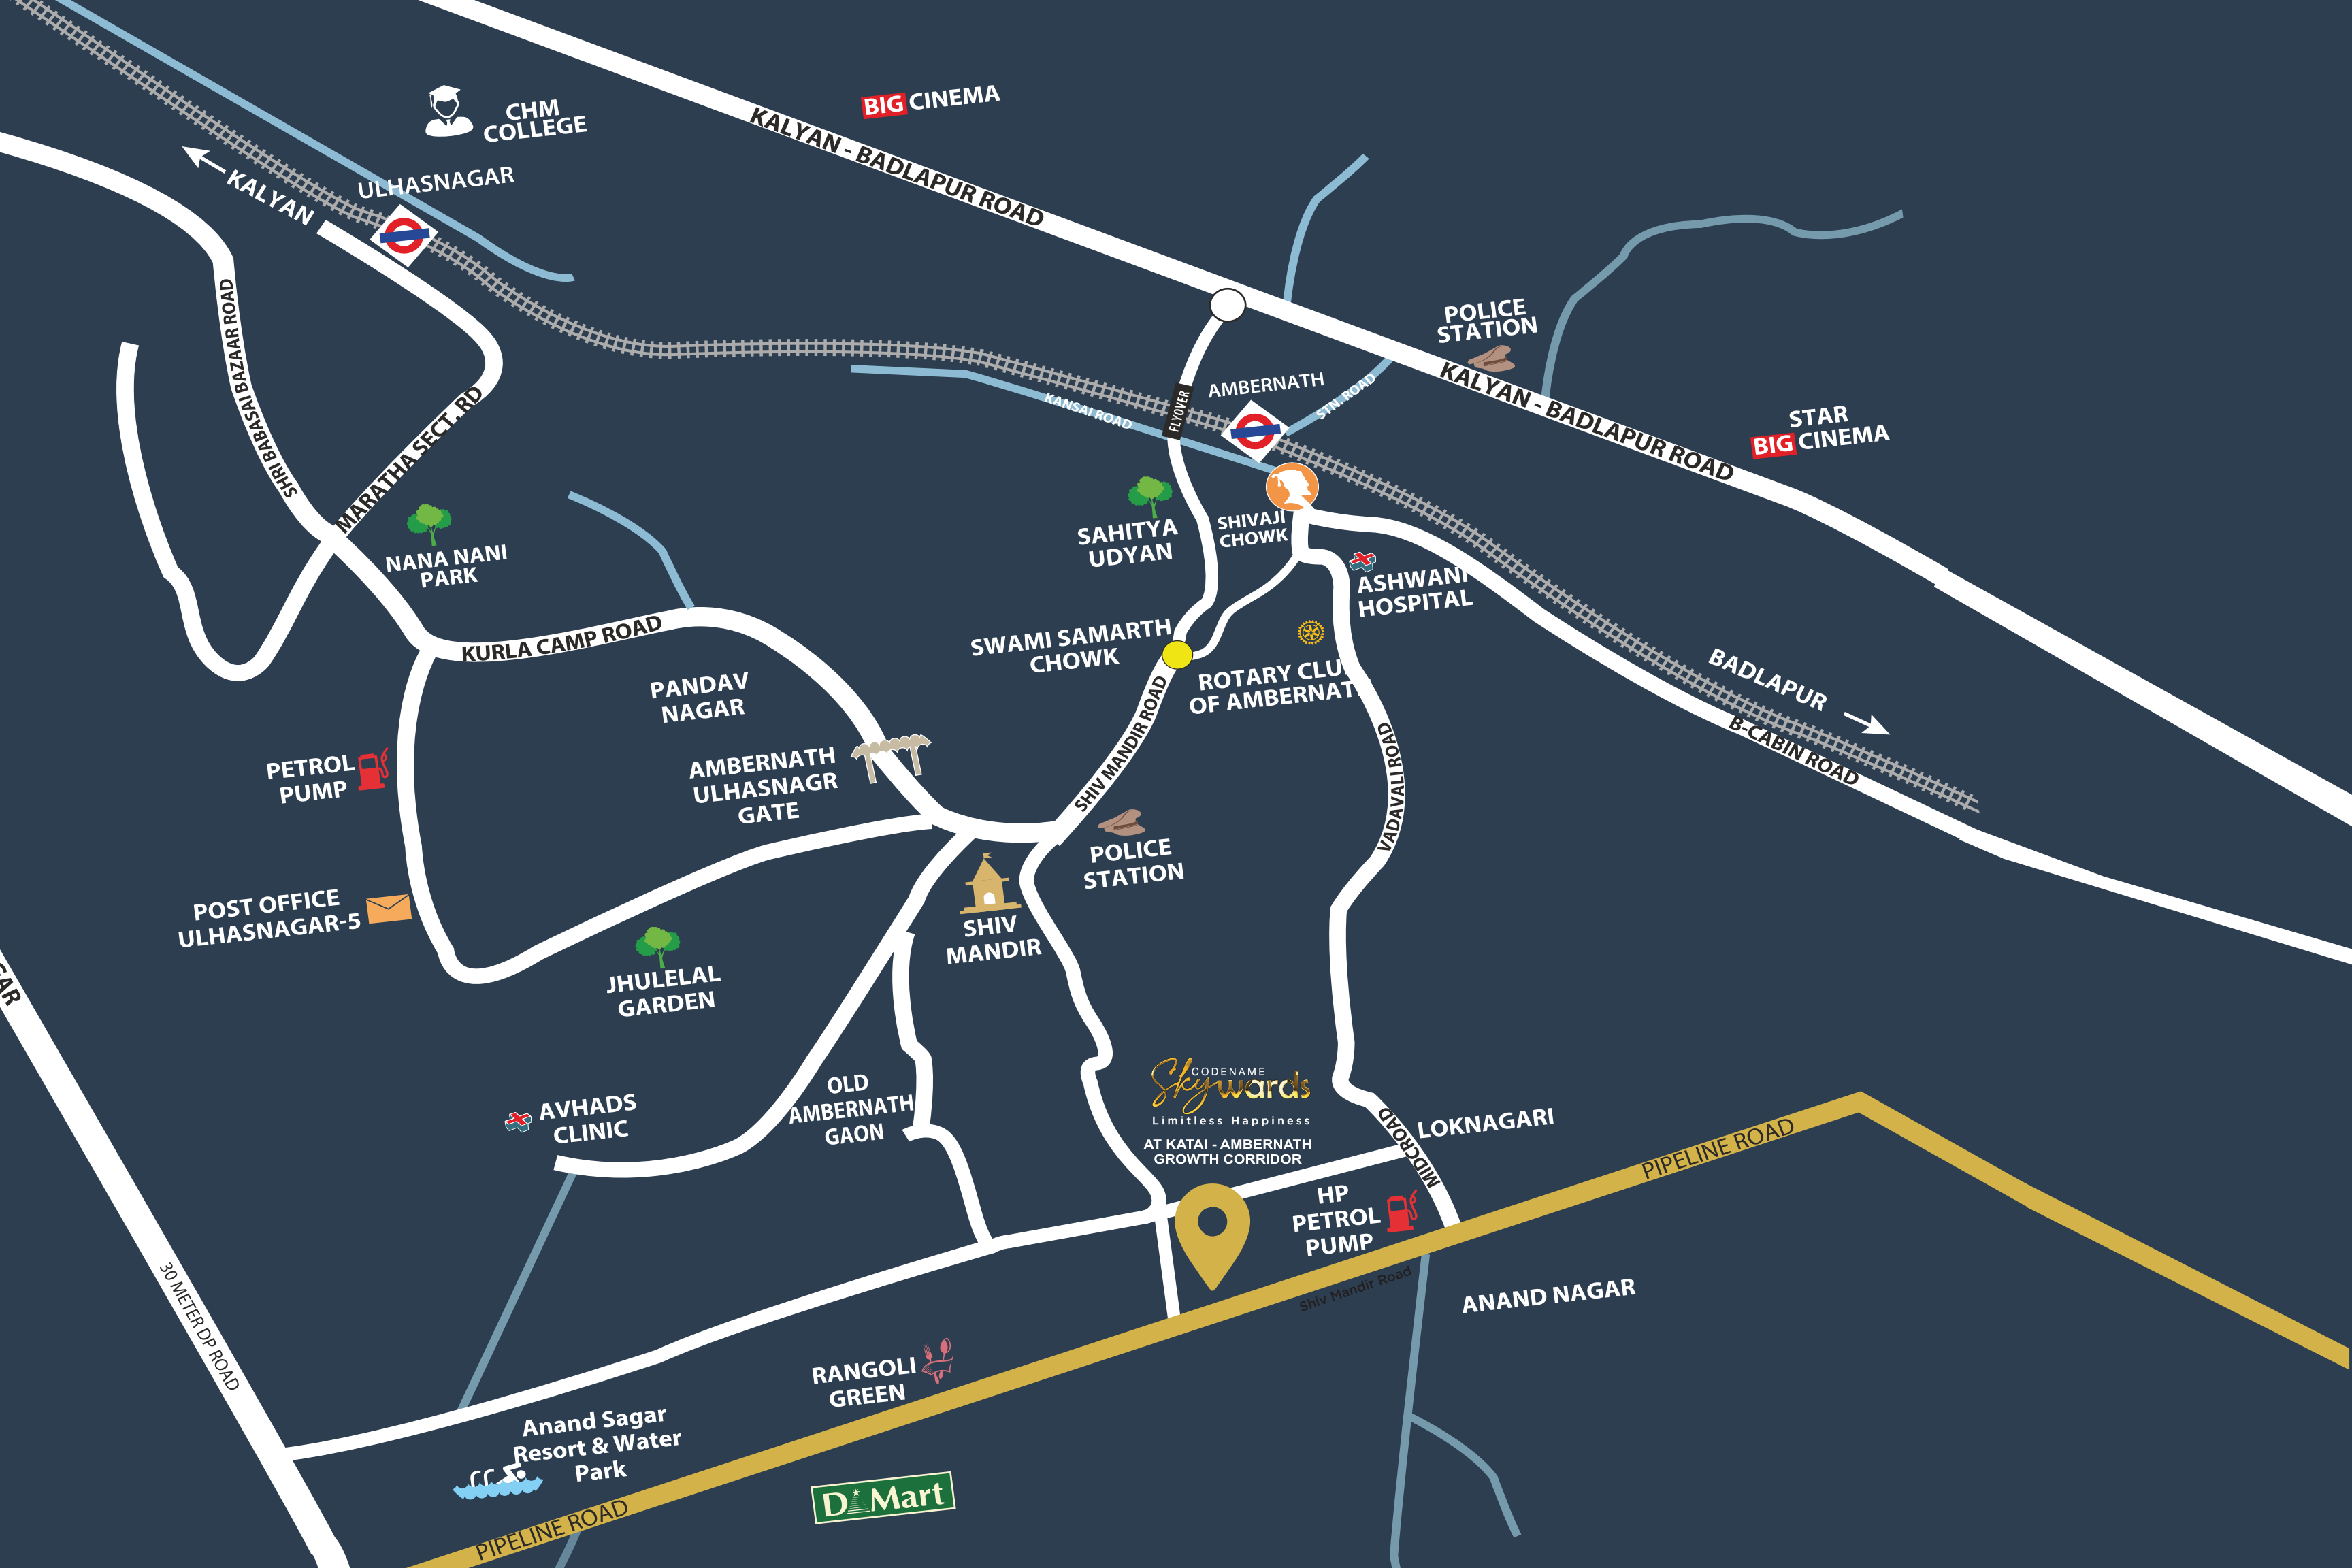 CHM
COLLEGE
ULHASNAGAR
KALYAN
BIG CINEMA
KALYAN - BADLAPUR ROAD
SHRI BABASAI BAZAAR ROAD
MARATHA SECT. RD
NANA NANI
PARK
KURLA CAMP ROAD
PANDAV
NAGAR
AMBERNATH
ULHASNAGR
GATE
PETROL
PUMP
POST OFFICE
ULHASNAGAR-5
JHULELAL
GARDEN
KANSAI ROAD
FLYOVER
AMBERNATH
STN. ROAD
POLICE
STATION
KALYAN - BADLAPUR ROAD
STAR
BIG CINEMA
SAHITYA
UDYAN
SHIVAJI
CHOWK
ASHWANI
HOSPITAL
SWAMI SAMARTH
CHOWK
ROTARY CLU
OF AMBERNAT
BADLAPUR
B-CABIN ROAD
SHIV MANDIR ROAD
VADAVALI ROAD
POLICE
STATION
SHIV
MANDIR
GAR
30 METER DP ROAD
AVHADS
CLINIC
OLD
AMBERNATH
GAON
CODENAME
Skywards
Limitless Happiness
AT KATAI - AMBERNATH
GROWTH CORRIDOR
MIDCROAD
LOKNAGARI
PIPELINE ROAD
HP
PETROL
PUMP
Shiv Mandir Road
ANAND NAGAR
RANGOLI
GREEN
Anand Sagar
Resort & Water
Park
PIPELINE ROAD
D Mart